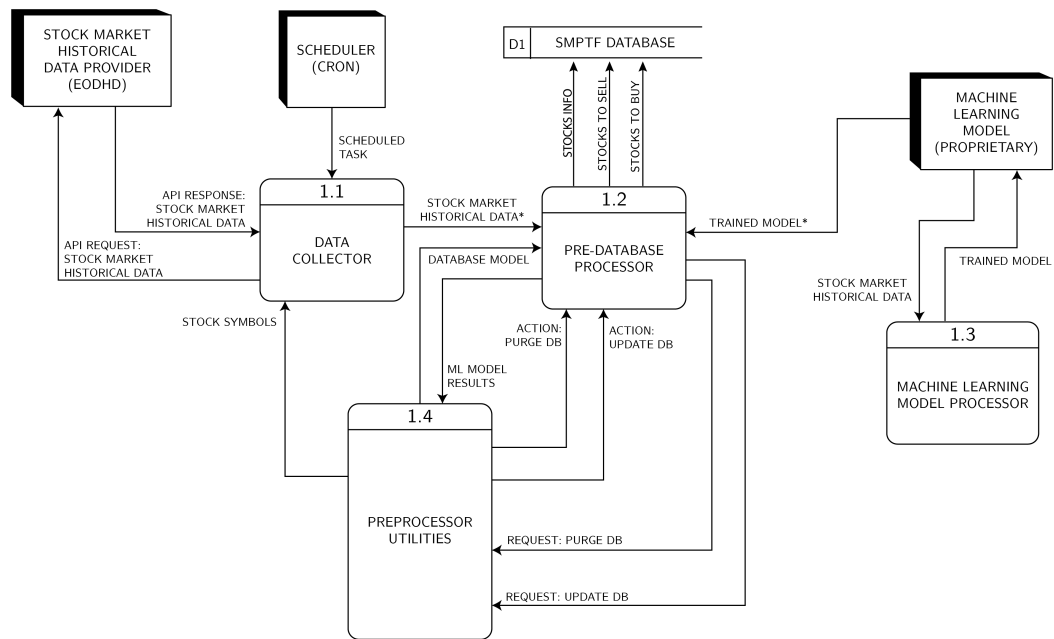 STOCK MARKET
HISTORICAL
DATA PROVIDER
(EODHD)
SCHEDULER
(CRON)
D1
SMPTF DATABASE
MACHINE
LEARNING
MODEL
(PROPRIETARY)
STOCKS INFO
STOCKS TO SELL
STOCKS TO BUY
SCHEDULED
TASK
API RESPONSE:
STOCK MARKET
HISTORICAL DATA
API REQUEST:
STOCK MARKET
HISTORICAL DATA
1.1
DATA
COLLECTOR
STOCK MARKET
HISTORICAL DATA*
1.2
PRE-DATABASE
PROCESSOR
TRAINED MODEL*
DATABASE MODEL
TRAINED MODEL
STOCK MARKET
HISTORICAL DATA
STOCK SYMBOLS
ACTION:
PURGE DB
ACTION:
UPDATE DB
1.3
MACHINE LEARNING
MODEL PROCESSOR
ML MODEL
RESULTS
1.4
PREPROCESSOR
UTILITIES
REQUEST: PURGE DB
REQUEST: UPDATE DB